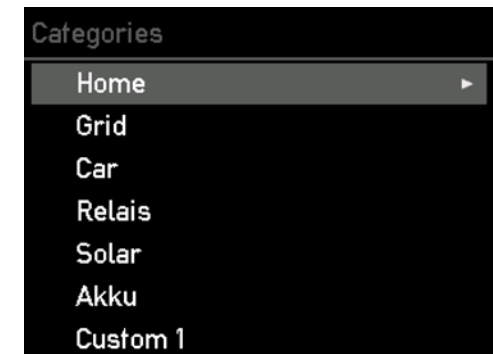 Categories
Home
Grid
Car
Relais
Solar
Akku
Custom 1